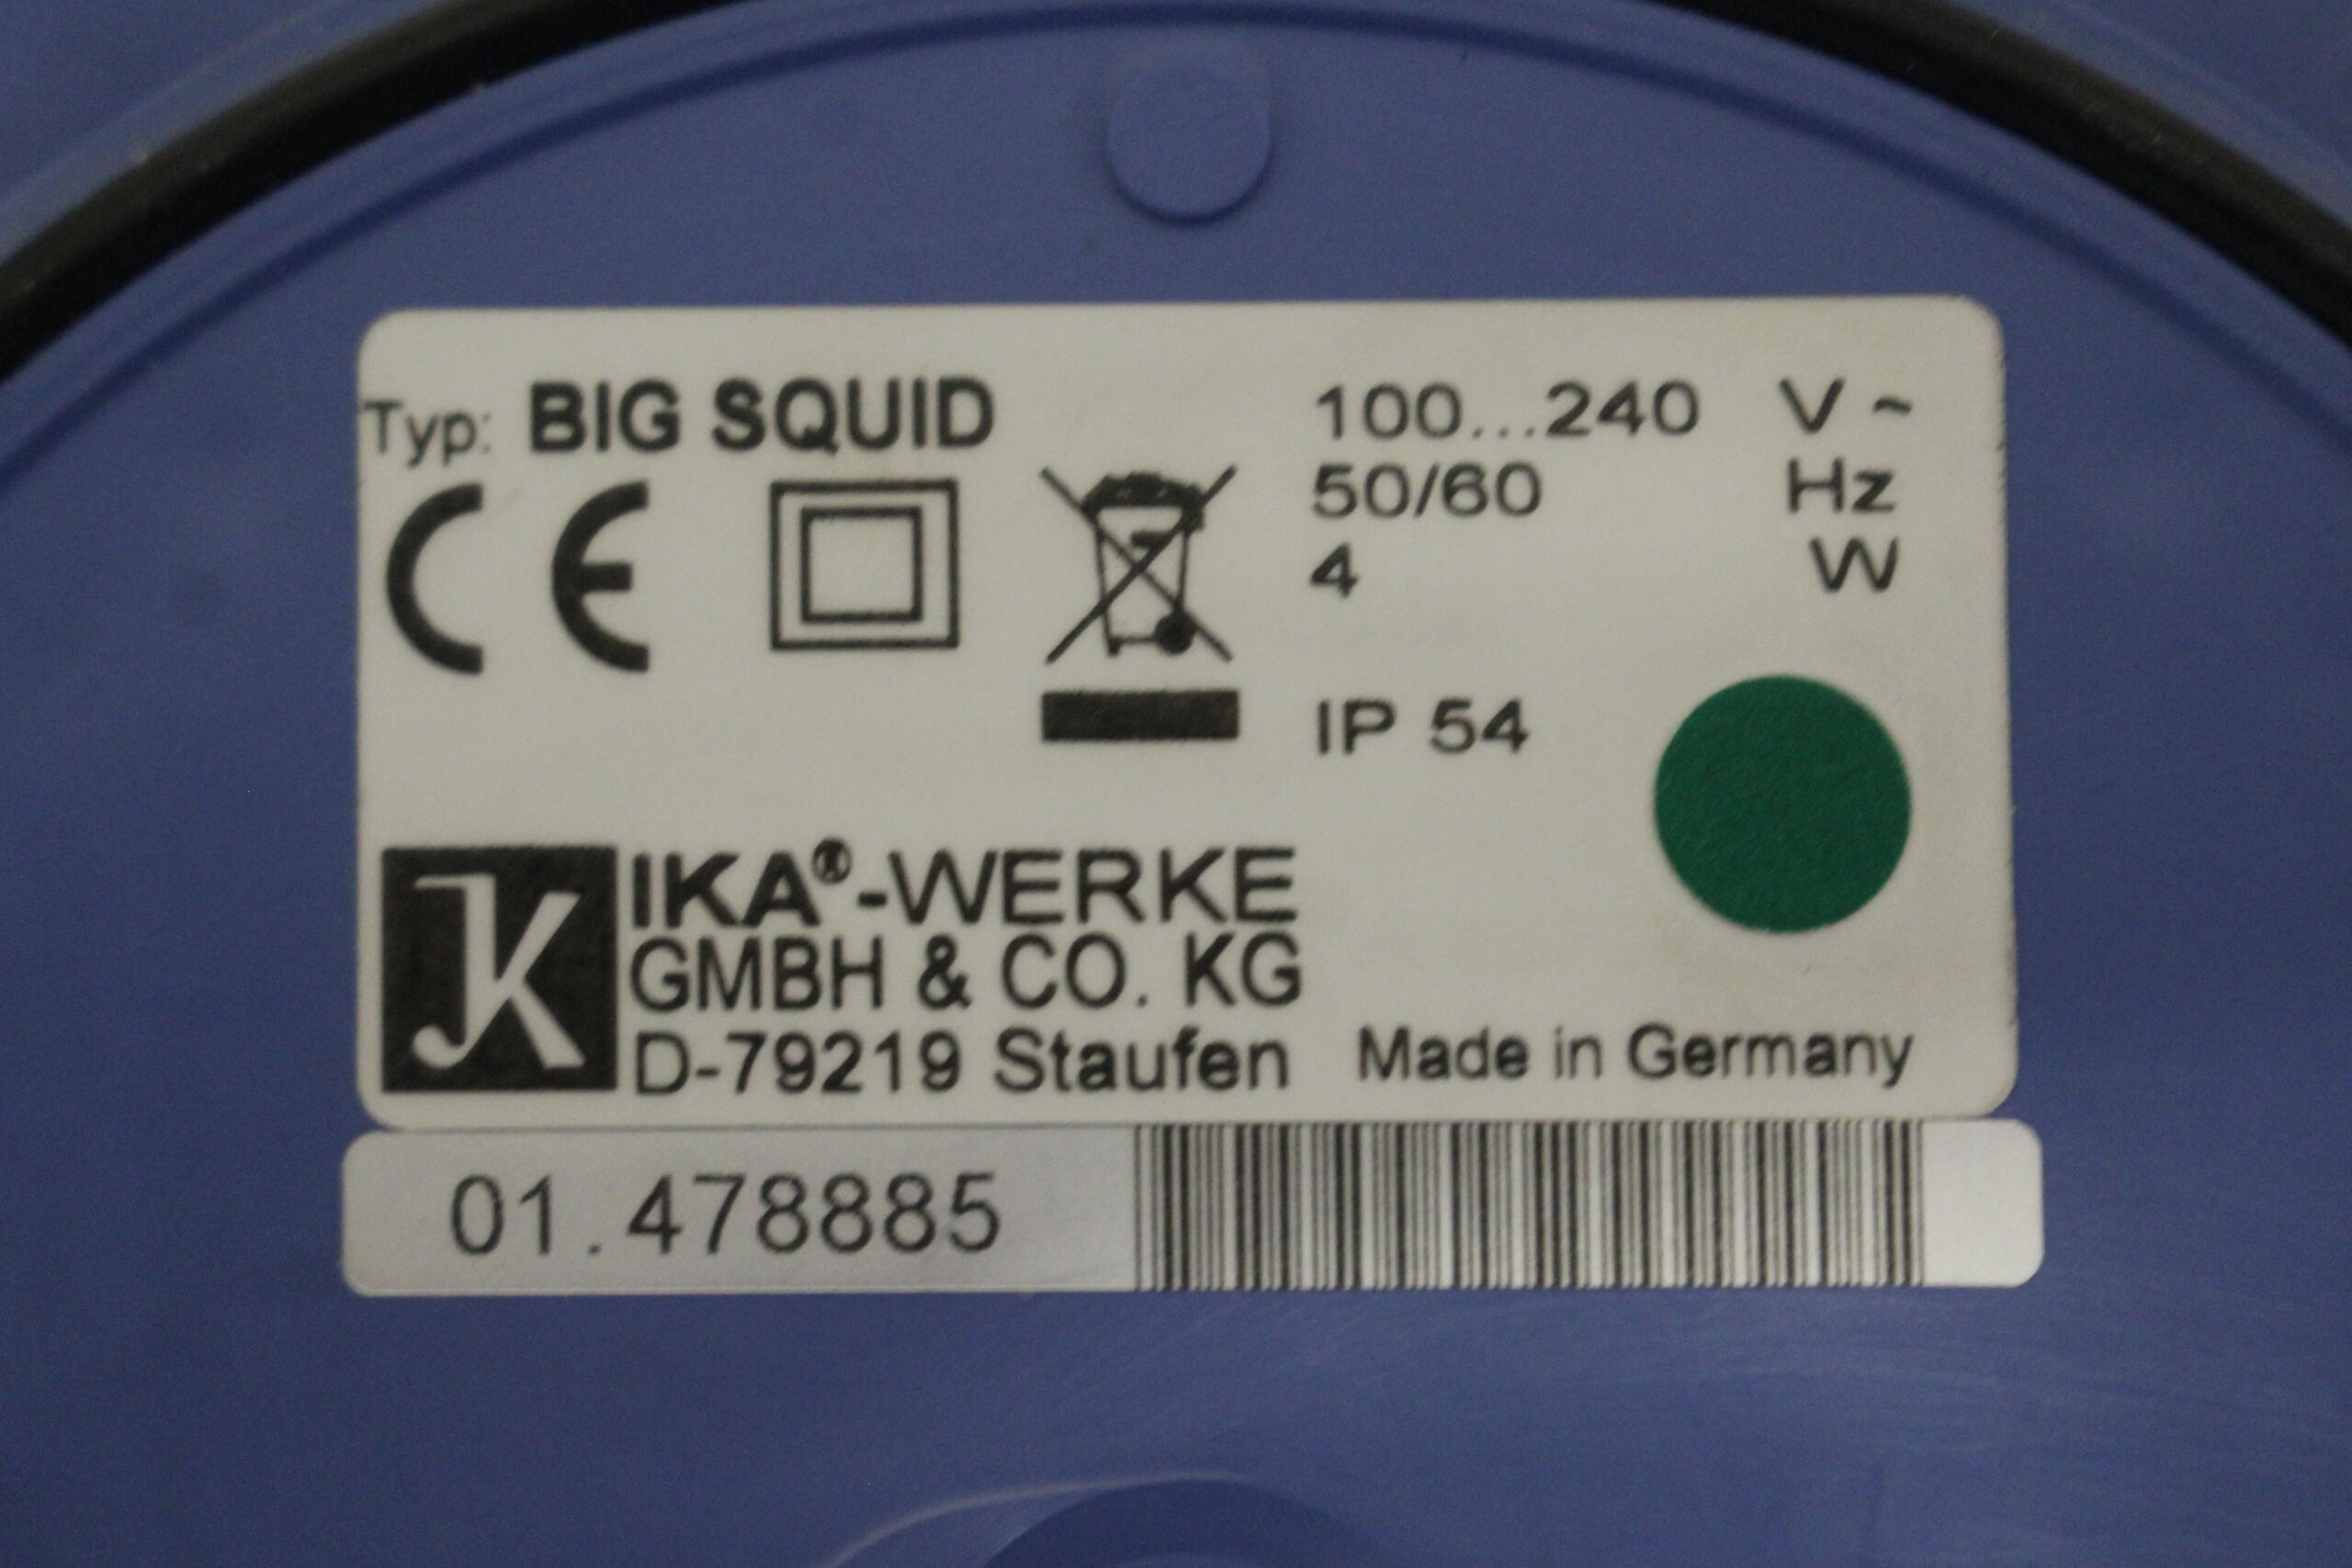 Typ: BIG SQUID
100...240 V ~
50/60 Hz
4 W
CE
IP 54
IKA®-WERKE
GMBH & CO. KG
D-79219 Staufen
Made in Germany
01.478885